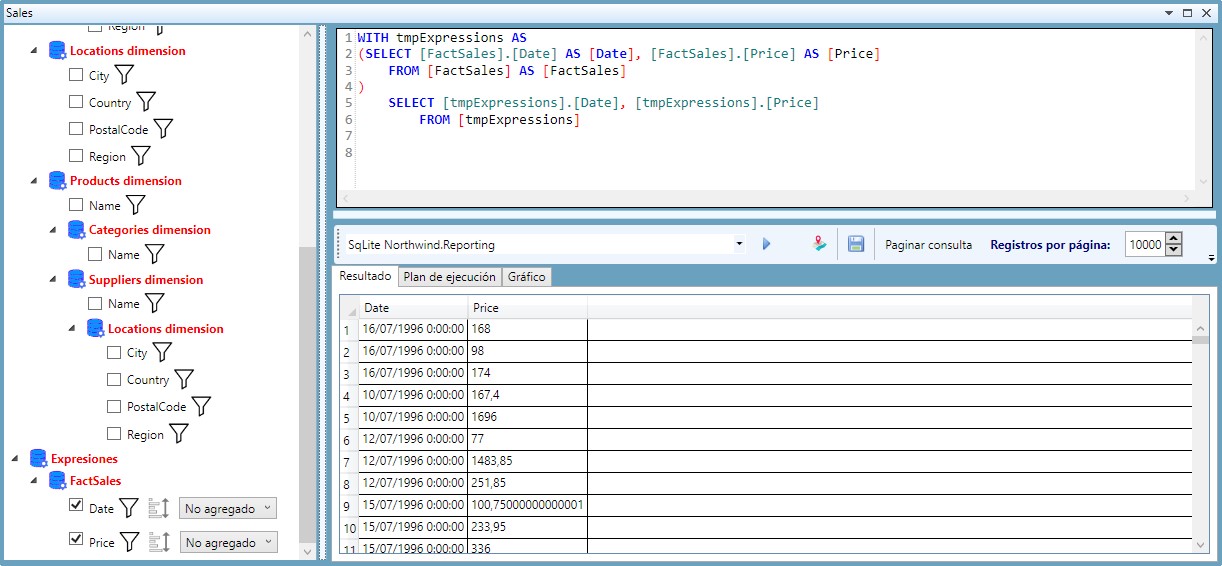 Sales
Region
Locations dimension
City
Country
PostalCode
Region
Products dimension
Name
Categories dimension
Name
Suppliers dimension
Name
Locations dimension
City
Country
PostalCode
Region
Expresiones
FactSales
Date No agregado
Price No agregado
1 WITH tmpExpressions AS
2 (SELECT [FactSales].[Date] AS [Date], [FactSales].[Price] AS [Price]
3 FROM [FactSales] AS [FactSales]
4 )
5 SELECT [tmpExpressions].[Date], [tmpExpressions].[Price]
6 FROM [tmpExpressions]
7
8
SqLite Northwind.Reporting Paginar consulta Registros por página: 10000
Resultado Plan de ejecución Gráfico
Date Price
1 16/07/1996 0:00:00 168
2 16/07/1996 0:00:00 98
3 16/07/1996 0:00:00 174
4 10/07/1996 0:00:00 167,4
5 10/07/1996 0:00:00 1696
6 12/07/1996 0:00:00 77
7 12/07/1996 0:00:00 1483,85
8 12/07/1996 0:00:00 251,85
9 15/07/1996 0:00:00 100,75000000000001
10 15/07/1996 0:00:00 233,95
11 15/07/1996 0:00:00 336